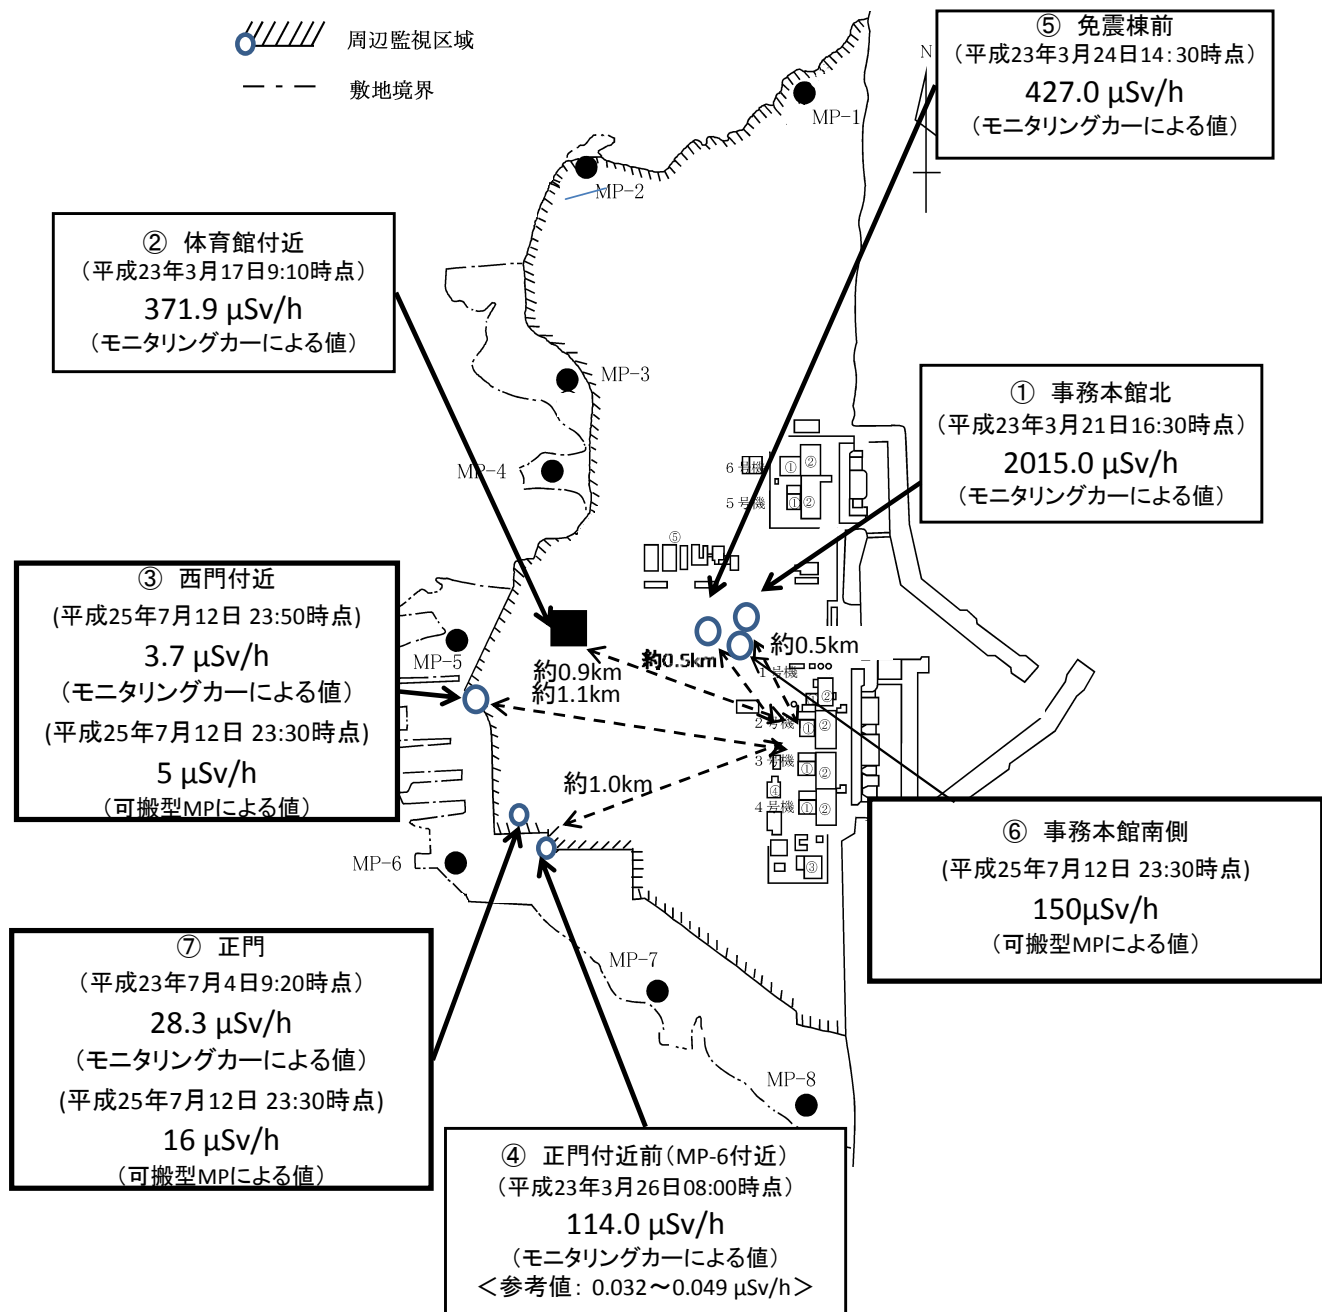 周辺監視区域
敷地境界
⑤ 免震棟前
(平成23年3月24日14:30時点)
427.0 μSv/h
(モニタリングカーによる値)
N
MP-1
MP-2
② 体育館付近
(平成23年3月17日9:10時点)
371.9 μSv/h
(モニタリングカーによる値)
MP-3
① 事務本館北
(平成23年3月21日16:30時点)
2015.0 μSv/h
(モニタリングカーによる値)
MP-4
6号機
① ②
5号機
① ②
⑤
③ 西門付近
(平成25年7月12日 23:50時点)
3.7 μSv/h
(モニタリングカーによる値)
(平成25年7月12日 23:30時点)
5 μSv/h
(可搬型MPによる値)
MP-5
約0.9km
約1.1km
約0.5km
約0.5km
1号機
②
2号機
① ②
3号機
① ②
④
4号機
① ②
③
約1.0km
MP-6
⑥ 事務本館南側
(平成25年7月12日 23:30時点)
150μSv/h
(可搬型MPによる値)
⑦ 正門
(平成23年7月4日9:20時点)
28.3 μSv/h
(モニタリングカーによる値)
(平成25年7月12日 23:30時点)
16 μSv/h
(可搬型MPによる値)
MP-7
MP-8
④ 正門付近前(MP-6付近)
(平成23年3月26日08:00時点)
114.0 μSv/h
(モニタリングカーによる値)
<参考値: 0.032~0.049 μSv/h>